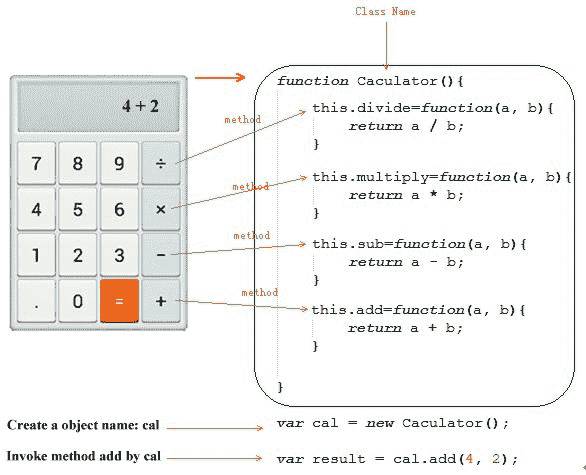 Class Name
4 + 2
7 8 9 ÷
4 5 6 ×
1 2 3 −
. 0 = +
function Caculator(){
method
this.divide=function(a, b){
return a / b;
}
method
this.multiply=function(a, b){
return a * b;
}
method
this.sub=function(a, b){
return a - b;
}
method
this.add=function(a, b){
return a + b;
}
}
Create a object name: cal
var cal = new Caculator();
Invoke method add by cal
var result = cal.add(4, 2);